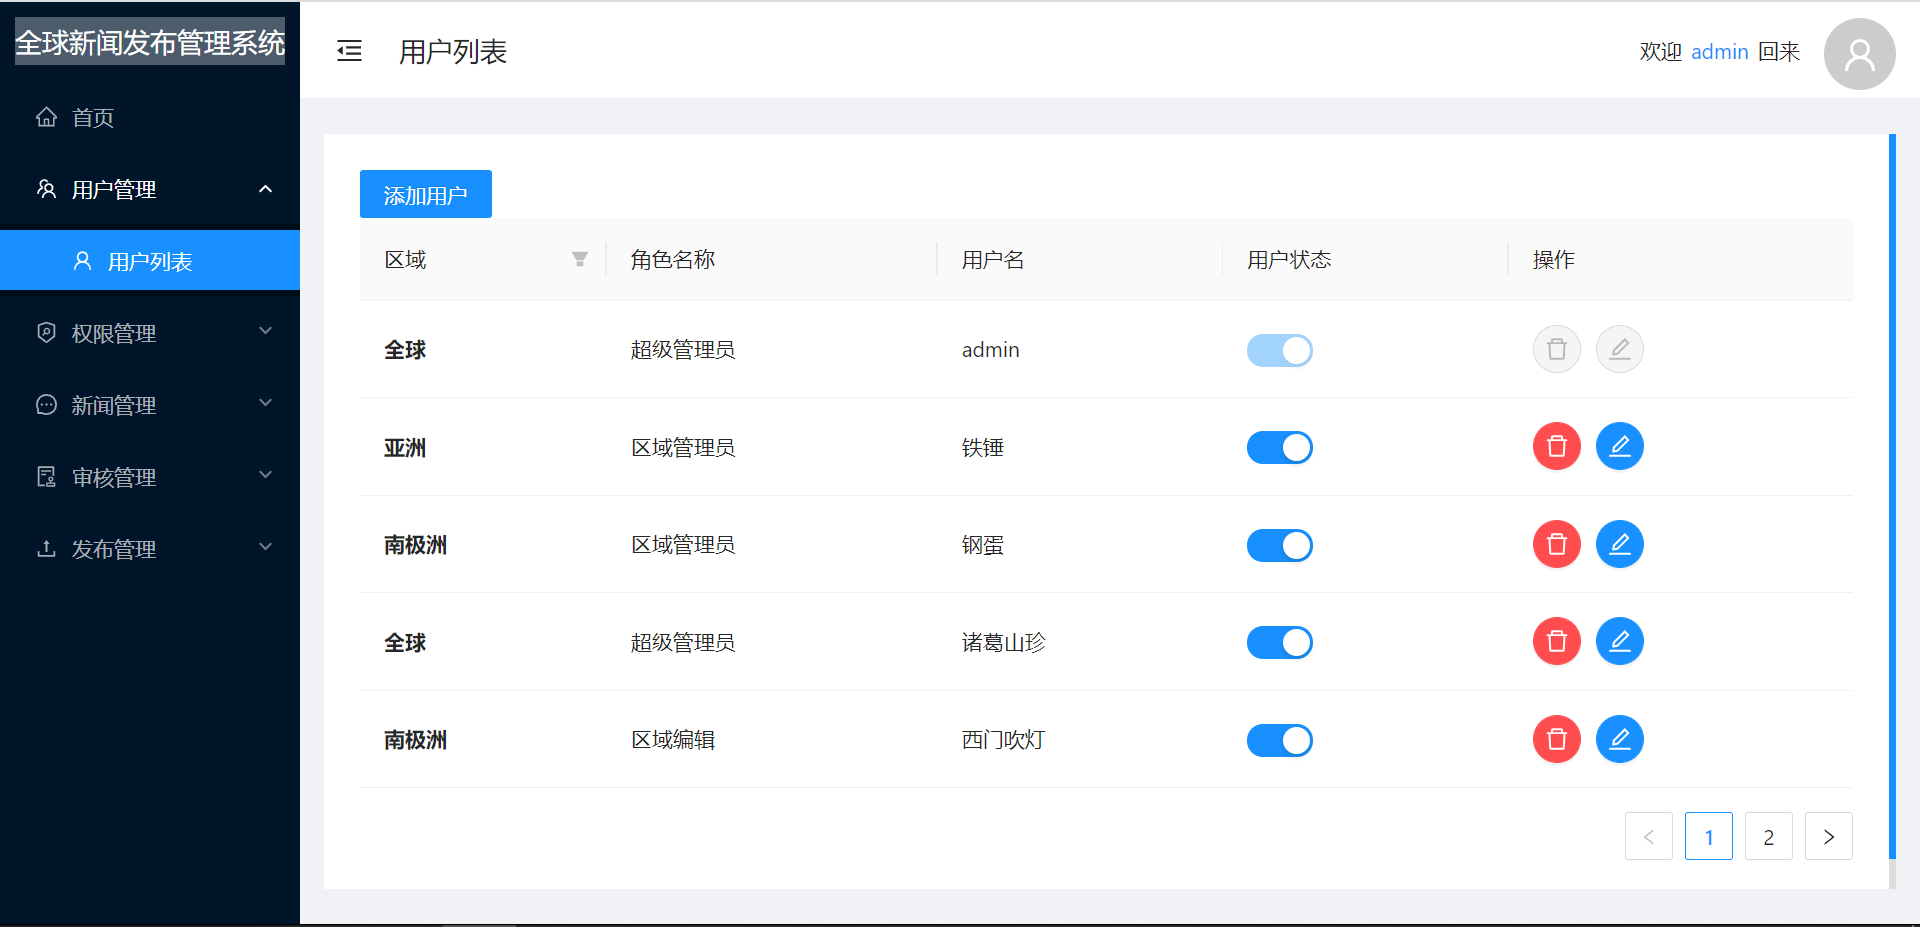 全球新闻发布管理系统
首页
用户管理
用户列表
权限管理
新闻管理
审核管理
发布管理
用户列表
欢迎 admin 回来
添加用户
区域 角色名称 用户名 用户状态 操作
全球 超级管理员 admin
亚洲 区域管理员 铁锤
南极洲 区域管理员 钢蛋
全球 超级管理员 诸葛山珍
南极洲 区域编辑 西门吹灯
1 2